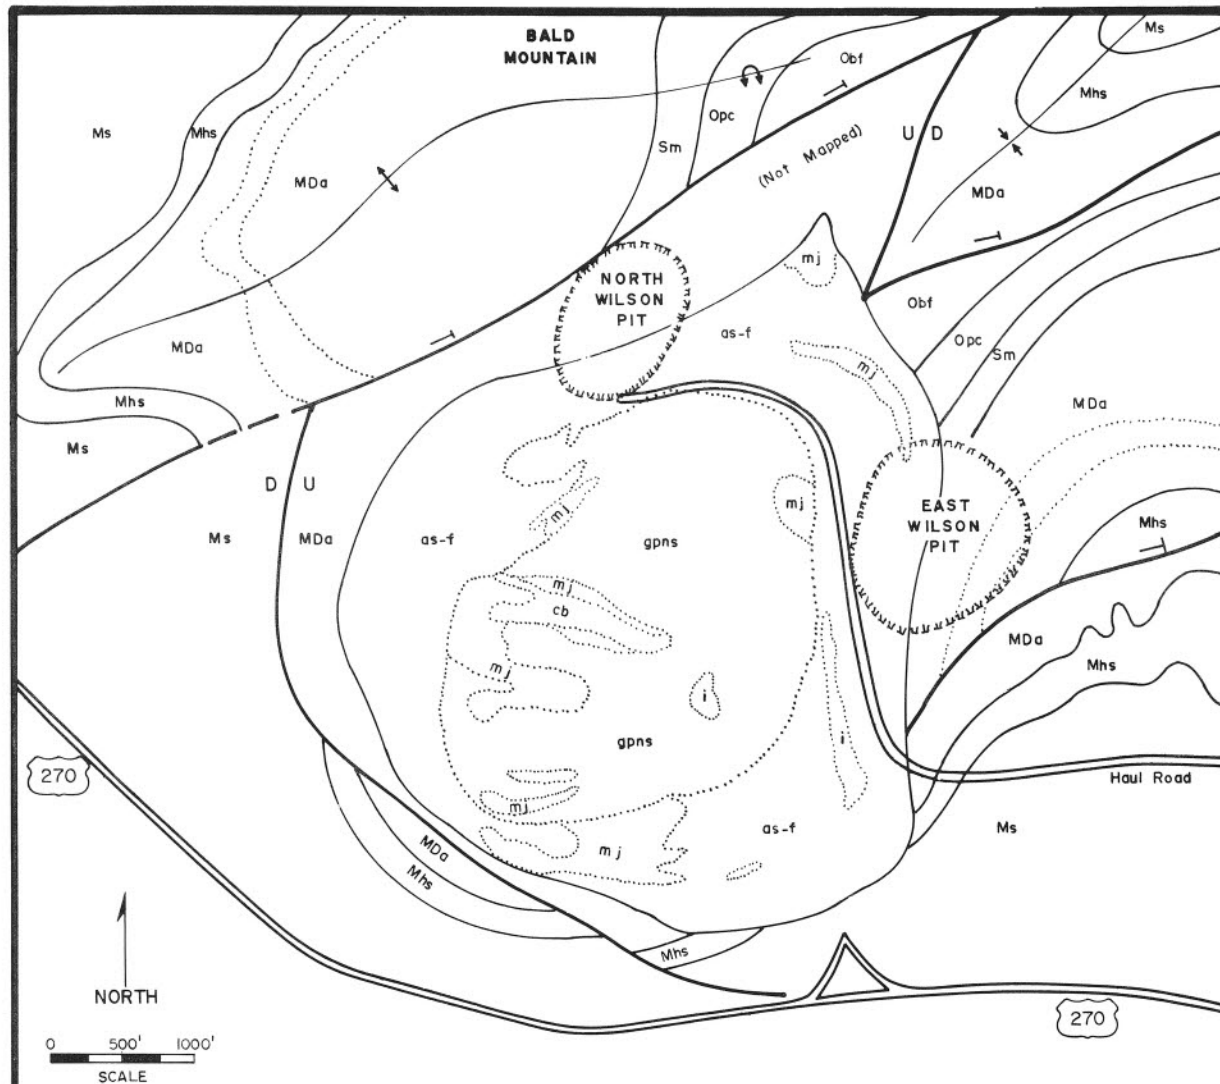 BALD
MOUNTAIN
Ms
Obf
Mhs
Ms
Mhs
Opc
Sm
U D
(Not Mapped)
MDa
MDa
mj
NORTH
WILSON
PIT
Obf
as-f
Opc
Sm
MDa
mj
Mhs
MDa
Ms
D U
mj
mj
EAST
WILSON
PIT
Mhs
Ms
MDa
as-f
gpns
mj
cb
MDa
Mhs
mj
i
i
gpns
270
Haul Road
mj
as-f
Ms
MDa
mj
Mhs
Mhs
NORTH
270
0 500' 1000'
SCALE